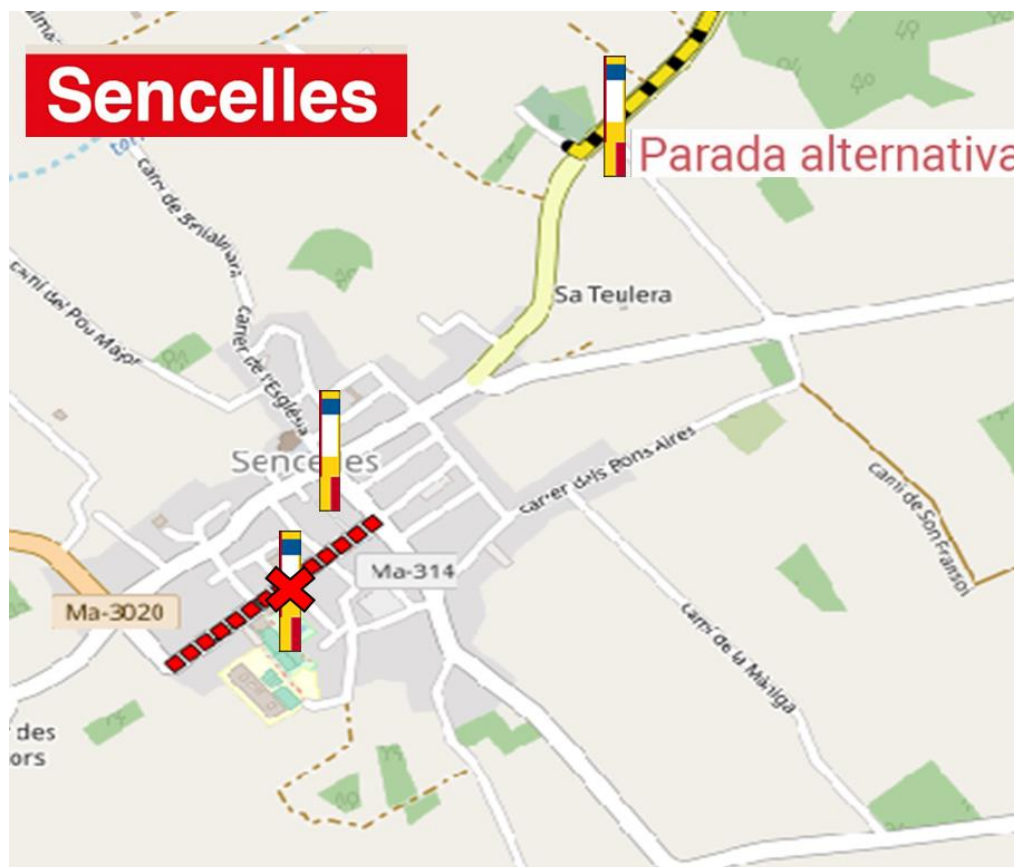 Sencelles
Parada alternativa
camí del Pou Major
carrer de l'Església
Sa Teulera
Sencelles
carrer dels Bons Aires
camí de Son Fransoi
Ma-314
Ma-3020
camí de la Màniga
des
ors